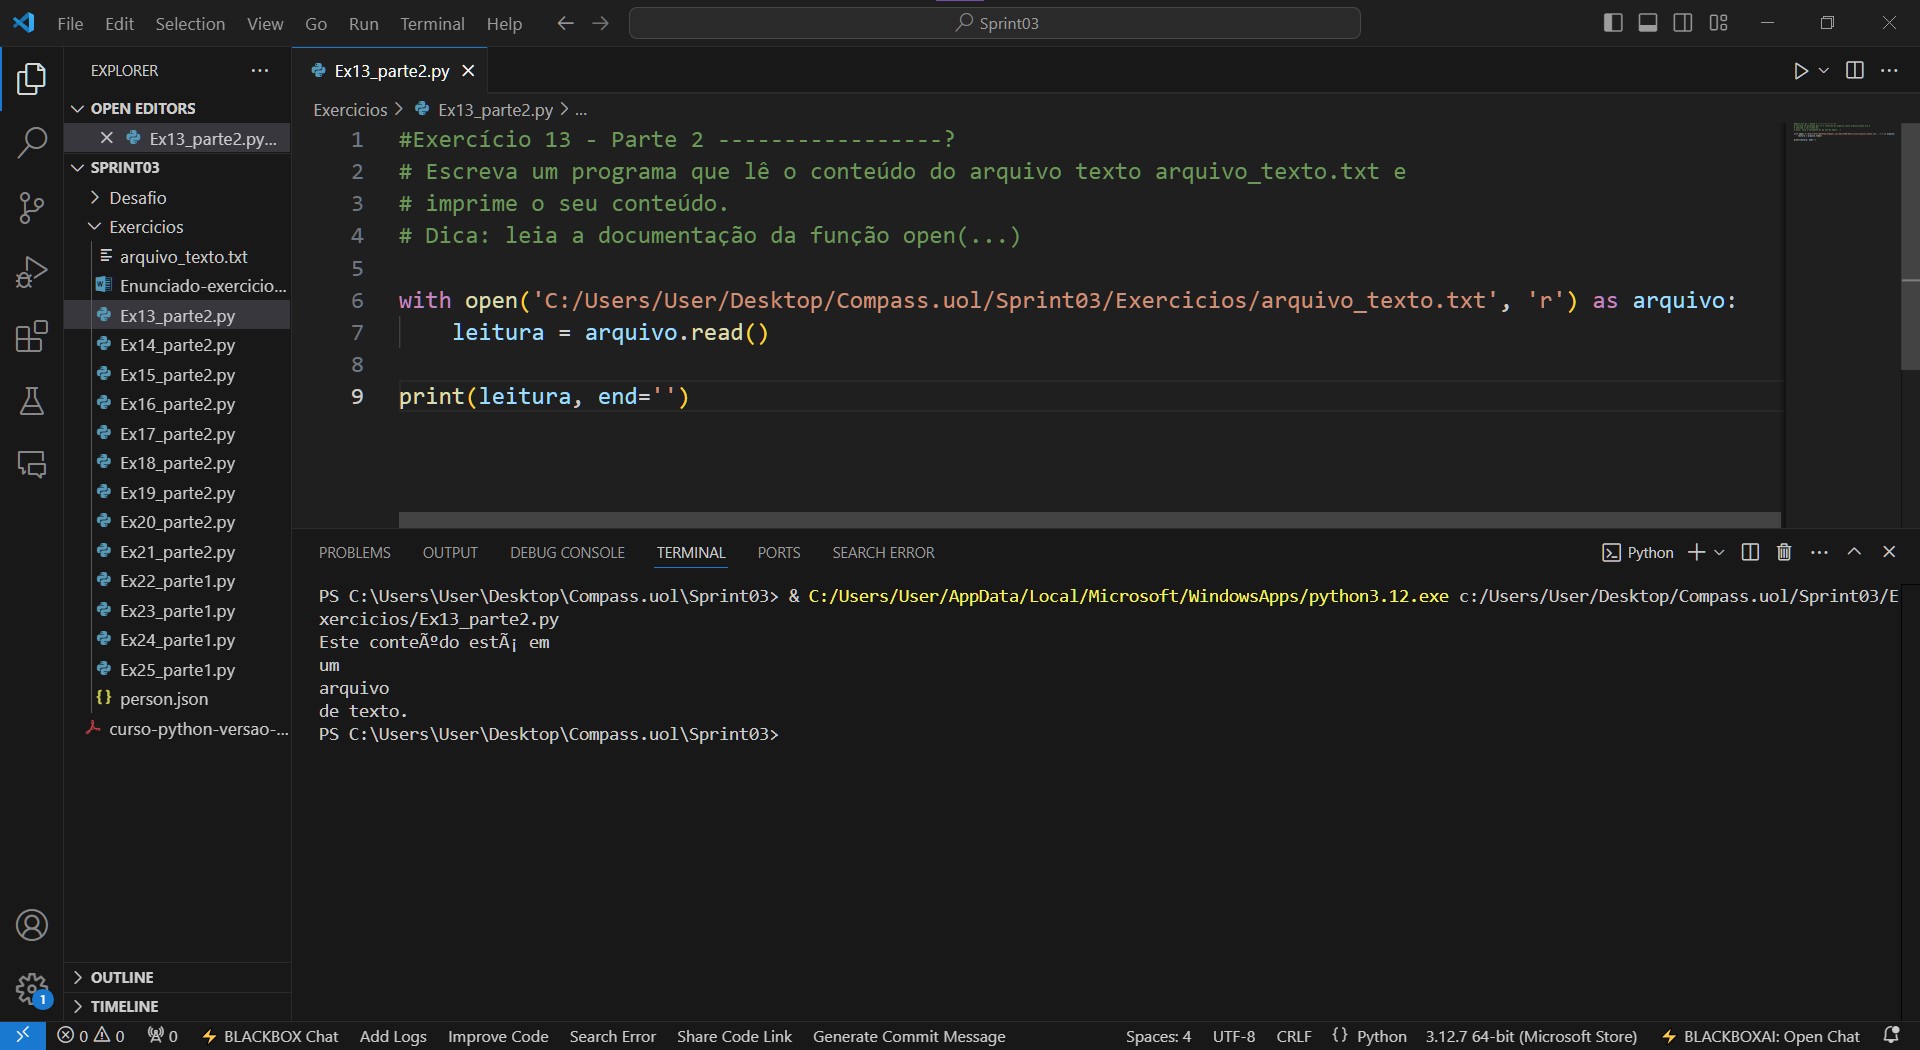 File Edit Selection View Go Run Terminal Help
Sprint03
EXPLORER
OPEN EDITORS
Ex13_parte2.py...
SPRINT03
Desafio
Exercicios
arquivo_texto.txt
Enunciado-exercicio...
Ex13_parte2.py
Ex14_parte2.py
Ex15_parte2.py
Ex16_parte2.py
Ex17_parte2.py
Ex18_parte2.py
Ex19_parte2.py
Ex20_parte2.py
Ex21_parte2.py
Ex22_parte1.py
Ex23_parte1.py
Ex24_parte1.py
Ex25_parte1.py
person.json
curso-python-versao-...
OUTLINE
TIMELINE
1
Ex13_parte2.py
Exercicios > Ex13_parte2.py > ...
1 #Exercício 13 - Parte 2 -----------------?
2 # Escreva um programa que lê o conteúdo do arquivo texto arquivo_texto.txt e
3 # imprime o seu conteúdo.
4 # Dica: leia a documentação da função open(...)
5
6 with open('C:/Users/User/Desktop/Compass.uol/Sprint03/Exercicios/arquivo_texto.txt', 'r') as arquivo:
7     leitura = arquivo.read()
8
9 print(leitura, end='')
PROBLEMS OUTPUT DEBUG CONSOLE TERMINAL PORTS SEARCH ERROR
Python
PS C:\Users\User\Desktop\Compass.uol\Sprint03> & C:/Users/User/AppData/Local/Microsoft/WindowsApps/python3.12.exe c:/Users/User/Desktop/Compass.uol/Sprint03/E
xercicios/Ex13_parte2.py
Este conteÃºdo estÃ¡ em
um
arquivo
de texto.
PS C:\Users\User\Desktop\Compass.uol\Sprint03>
0 0 0 BLACKBOX Chat Add Logs Improve Code Search Error Share Code Link Generate Commit Message Spaces: 4 UTF-8 CRLF {} Python 3.12.7 64-bit (Microsoft Store) BLACKBOXAI: Open Chat